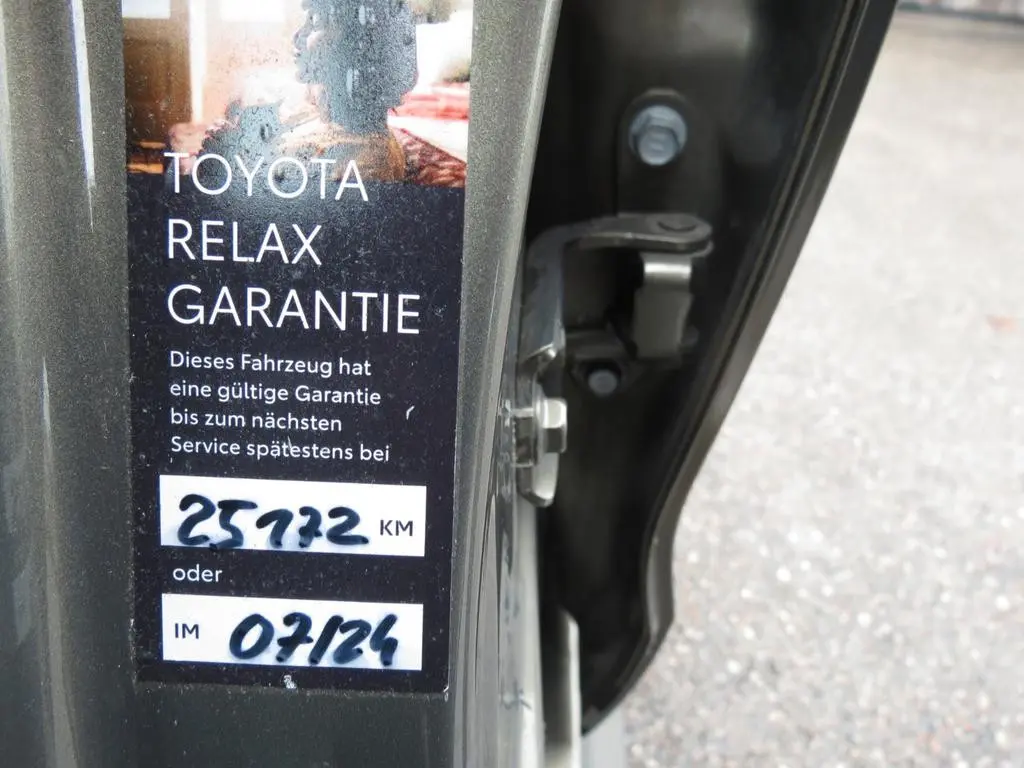 TOYOTA
RELAX
GARANTIE
Dieses Fahrzeug hat
eine gültige Garantie
bis zum nächsten
Service spätestens bei
25172 KM
oder
IM 07/24